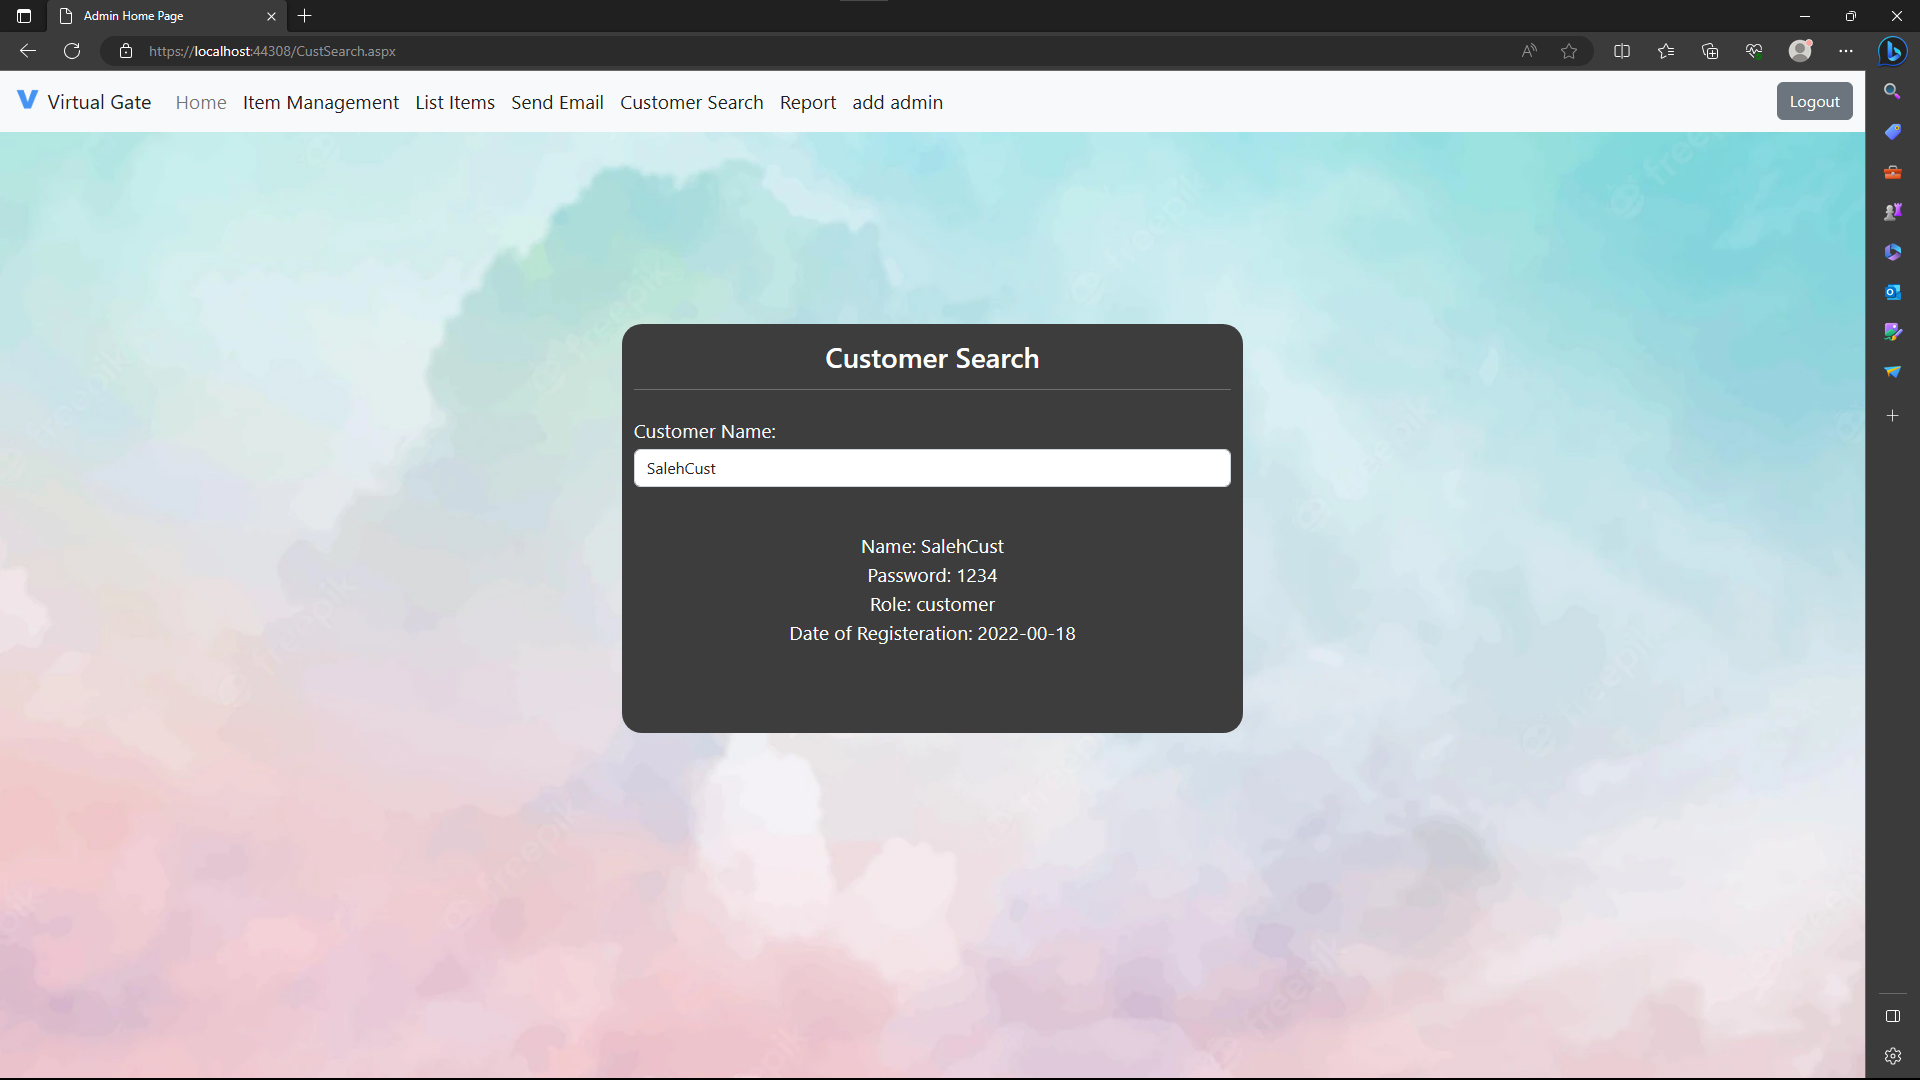 Admin Home Page
https://localhost:44308/CustSearch.aspx
Virtual Gate Home Item Management List Items Send Email Customer Search Report add admin Logout
Customer Search
Customer Name:
SalehCust
Name: SalehCust
Password: 1234
Role: customer
Date of Registeration: 2022-00-18
freepik